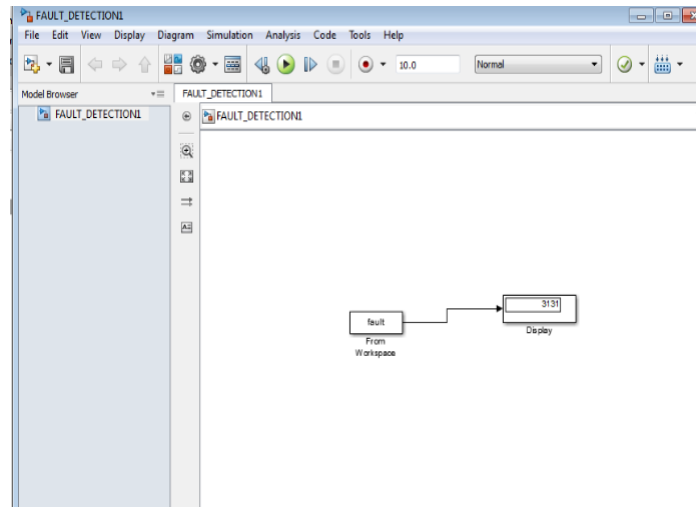 FAULT_DETECTION1
File Edit View Display Diagram Simulation Analysis Code Tools Help
10.0 Normal
Model Browser FAULT_DETECTION1
FAULT_DETECTION1 FAULT_DETECTION1
fault
From
Workspace
3131
Display